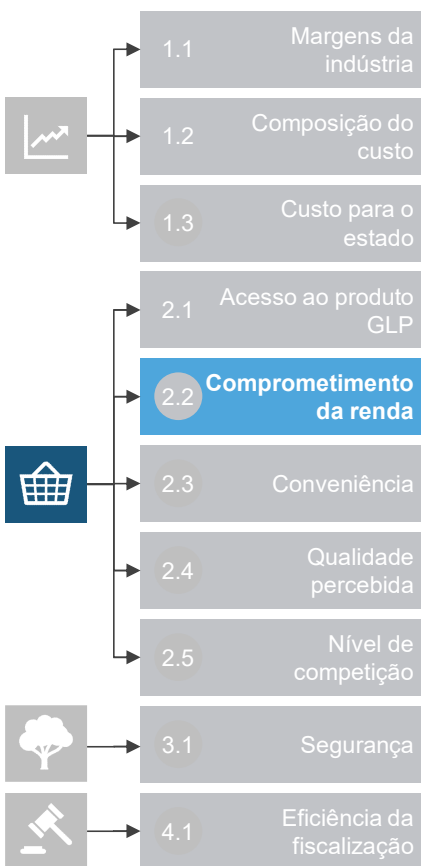 1.1
Margens da
indústria
1.2
Composição do
custo
1.3
Custo para o
estado
2.1
Acesso ao produto
GLP
2.2
Comprometimento
da renda
2.3
Conveniência
2.4
Qualidade
percebida
2.5
Nível de
competição
3.1
Segurança
4.1
Eficiência da
fiscalização